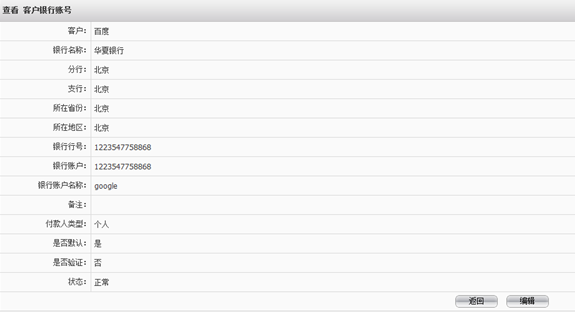 查看 客户银行账号
客户: 百度
银行名称: 华夏银行
分行: 北京
支行: 北京
所在省份: 北京
所在地区: 北京
银行行号: 1223547758868
银行账户: 1223547758868
银行账户名称: google
备注:
付款人类型: 个人
是否默认: 是
是否验证: 否
状态: 正常
返回 编辑